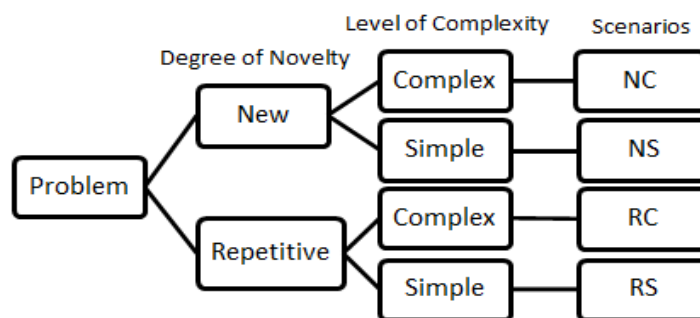 Level of Complexity
Scenarios
Degree of Novelty
Complex
NC
New
Simple
NS
Problem
Complex
RC
Repetitive
Simple
RS